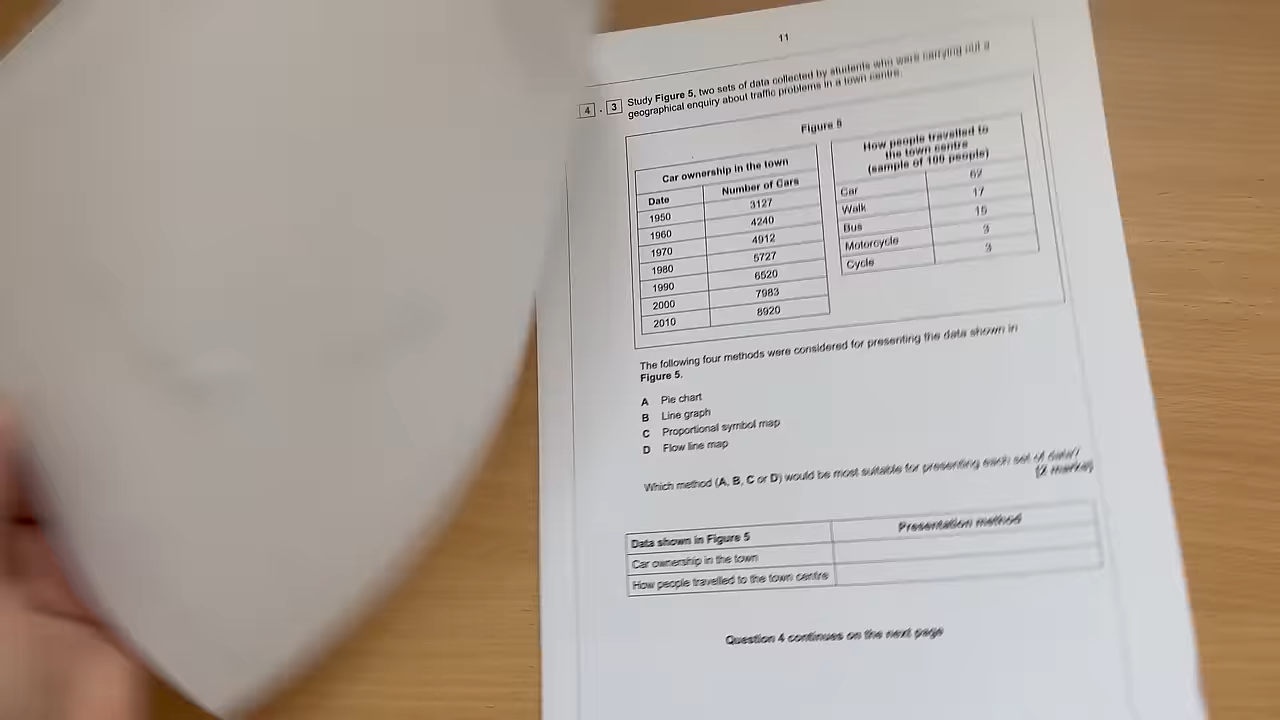 11
4 . 3 Study Figure 5, two sets of data collected by students who were carrying out a
geographical enquiry about traffic problems in a town centre.
Figure 5
Car ownership in the town
Date Number of Cars
1950 3127
1960 4240
1970 4912
1980 5727
1990 6520
2000 7983
2010 8920
How people travelled to
the town centre
(sample of 100 people)
Car 62
Walk 17
Bus 15
Motorcycle 3
Cycle 3
The following four methods were considered for presenting the data shown in
Figure 5.
A Pie chart
B Line graph
C Proportional symbol map
D Flow line map
Which method (A, B, C or D) would be most suitable for presenting each set of data?
[2 marks]
Data shown in Figure 5 Presentation method
Car ownership in the town
How people travelled to the town centre
Question 4 continues on the next page